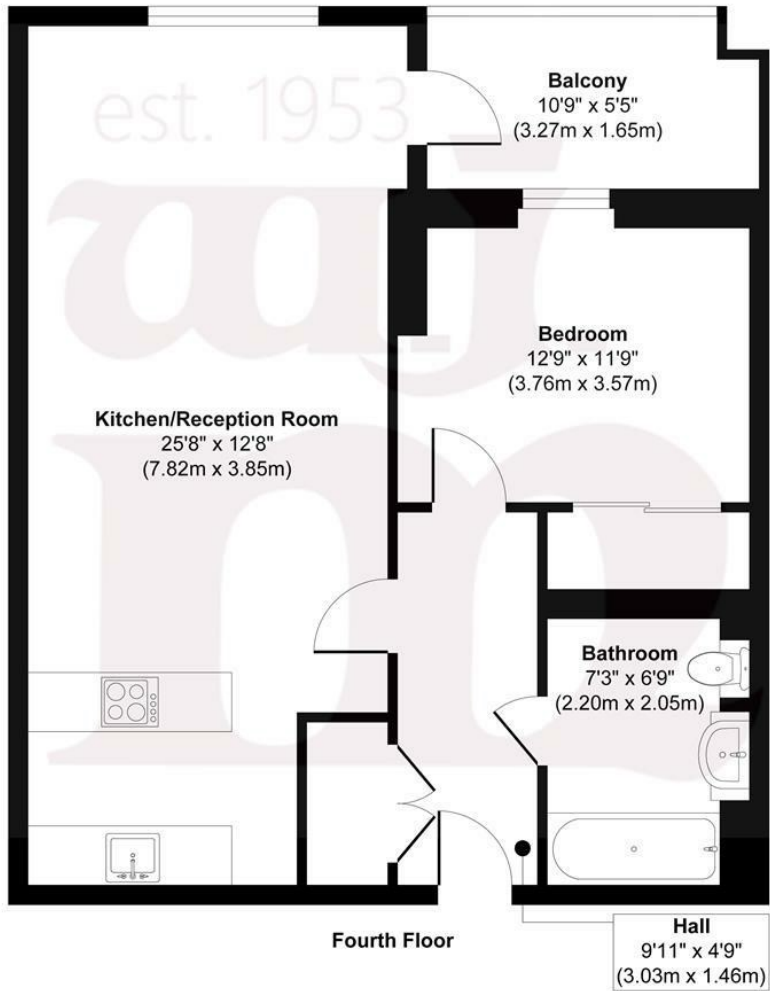 est. 1953
wj
m
Balcony
10'9" x 5'5"
(3.27m x 1.65m)
Bedroom
12'9" x 11'9"
(3.76m x 3.57m)
Kitchen/Reception Room
25'8" x 12'8"
(7.82m x 3.85m)
Bathroom
7'3" x 6'9"
(2.20m x 2.05m)
Fourth Floor
Hall
9'11" x 4'9"
(3.03m x 1.46m)